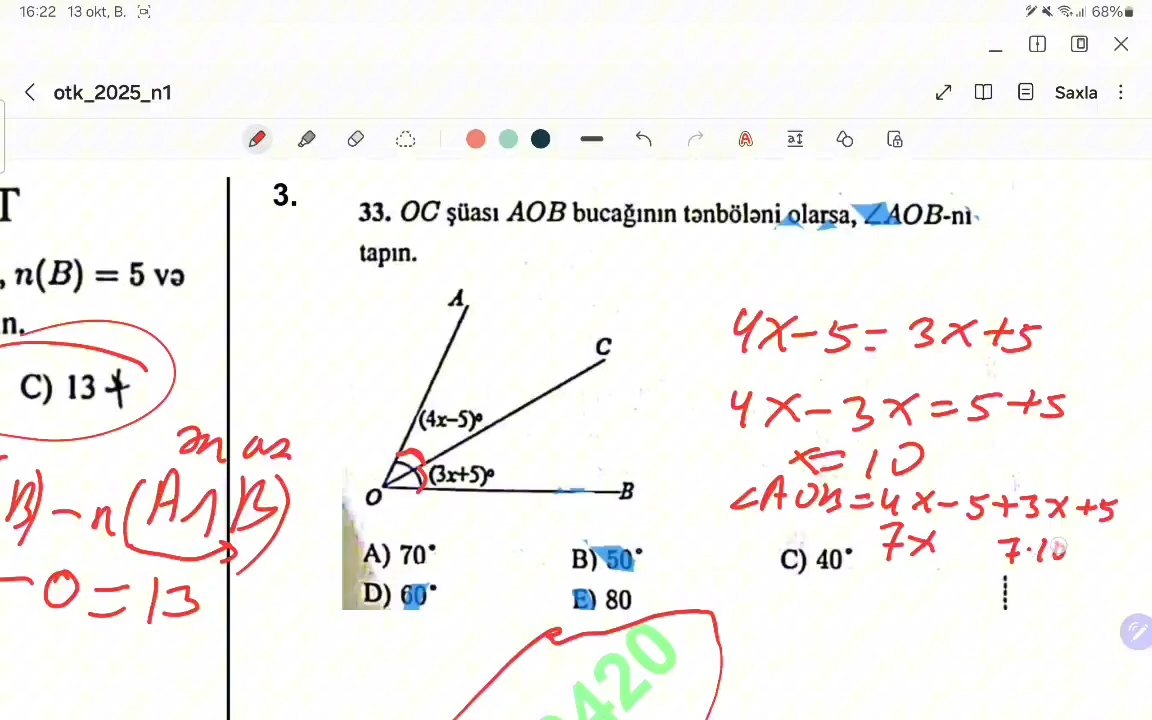 16:22 13 okt, B.
68%
otk_2025_n1
Saxla
T
, n(B) = 5 və
n.
C) 13
B) - n(A∩B)
- 0 = 13
3.
33. OC şüası AOB bucağının tənböləni olarsa, ∠AOB-ni
tapın.
A
C
(4x–5)°
(3x+5)°
O
B
4x-5=3x+5
4x-3x=5+5
x=10
∠AOB=4x-5+3x+5
7x 7·10
A) 70°
B) 50°
C) 40°
D) 60°
E) 80
420